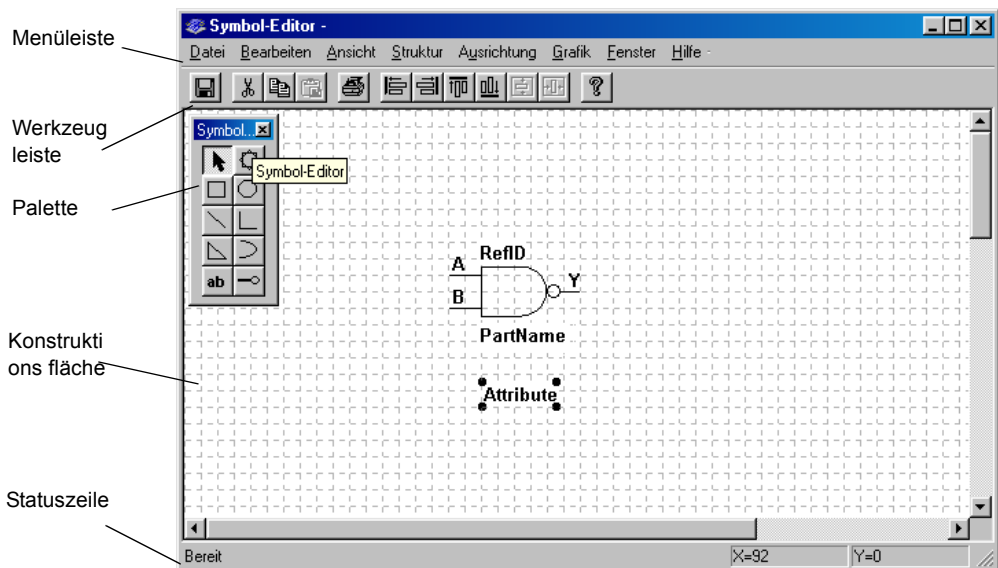 Menüleiste
Werkzeug
leiste
Palette
Konstrukti
ons fläche
Statuszeile
Symbol-Editor -
Datei Bearbeiten Ansicht Struktur Ausrichtung Grafik Fenster Hilfe
Symbol...
Symbol-Editor
ab
RefID
A
Y
B
PartName
Attribute
Bereit
X=92
Y=0